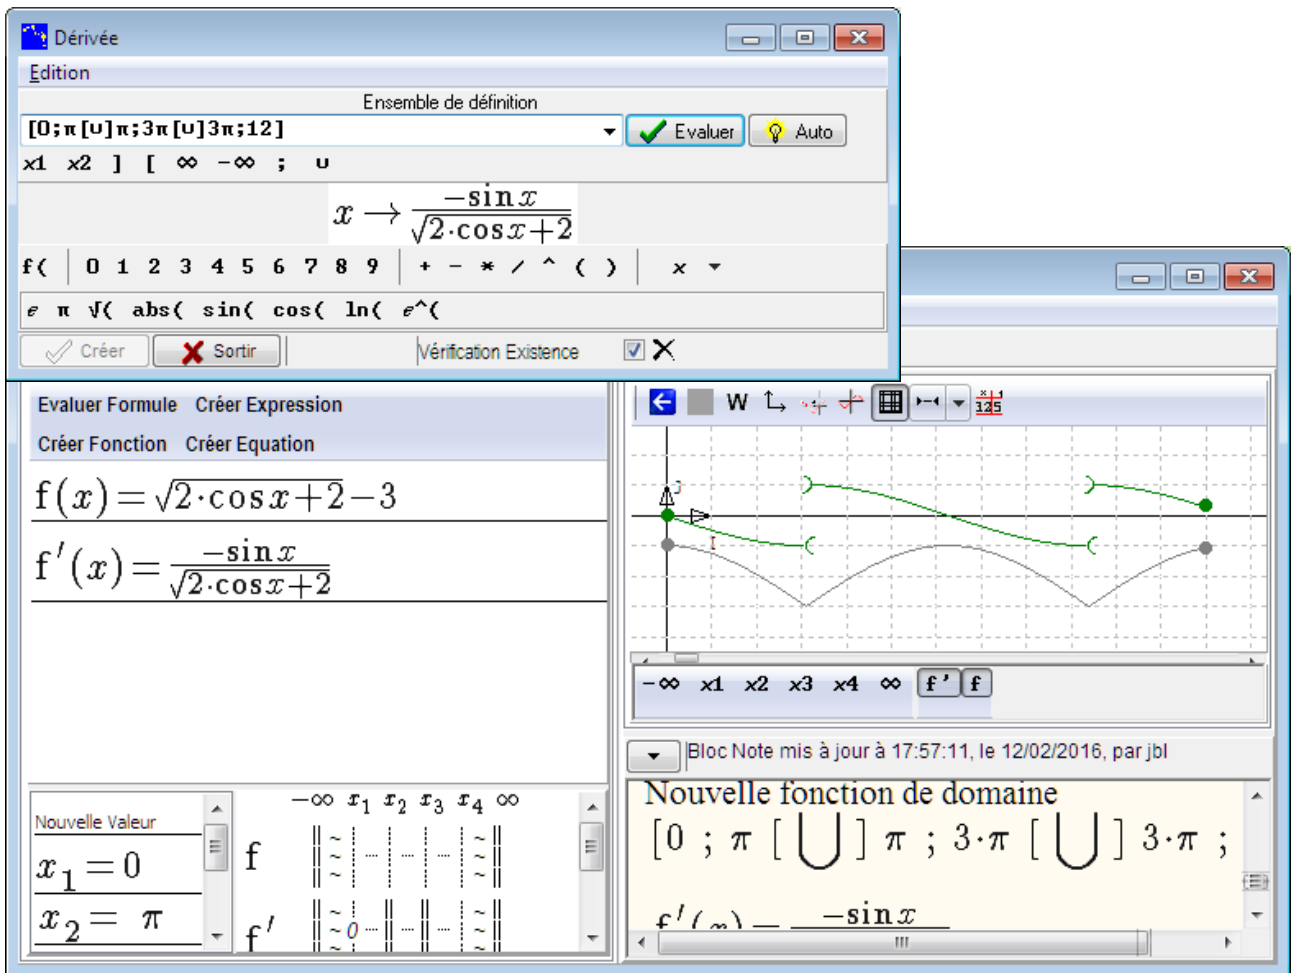 Dérivée
Edition
Ensemble de définition
[0;π[∪]π;3π[∪]3π;12]
Evaluer Auto
x1 x2 ] [ ∞ -∞ ; ∪
x → -sin x / √(2·cos x+2)
f( 0 1 2 3 4 5 6 7 8 9 + - * / ^ ( ) x
e π √( abs( sin( cos( ln( e^(
Créer Sortir Vérification Existence
Evaluer Formule Créer Expression
Créer Fonction Créer Equation
f(x)=√(2·cos x+2)-3
f'(x)= -sin x / √(2·cos x+2)
W
J
I
-∞ x1 x2 x3 x4 ∞ f' f
Nouvelle Valeur
x1=0
x2= π
-∞ x1 x2 x3 x4 ∞
f ~ ... ... ... ~
f' ~ 0 ... ... ... ~
Bloc Note mis à jour à 17:57:11, le 12/02/2016, par jbl
Nouvelle fonction de domaine
[0 ; π [ ∪ ] π ; 3·π [ ∪ ] 3·π ;
f'(x)= -sin x